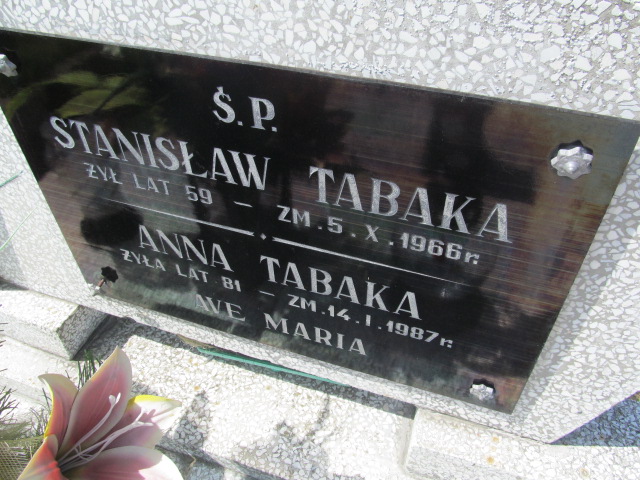 Ś.P.
STANISŁAW TABAKA
ŻYŁ LAT 59 – ZM. 5. X. 1966 r.
ANNA TABAKA
ŻYŁA LAT 81 – ZM. 14. I. 1987 r.
AVE MARIA